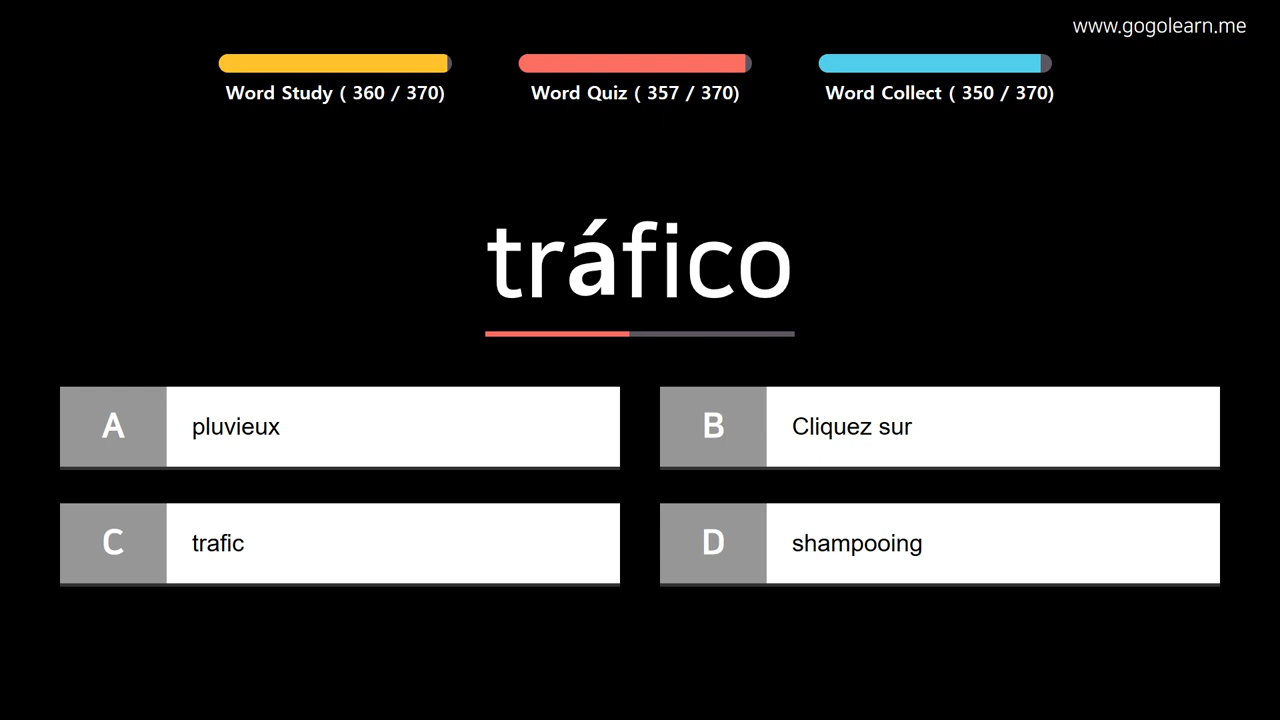 www.gogolearn.me
Word Study ( 360 / 370)
Word Quiz ( 357 / 370)
Word Collect ( 350 / 370)
tráfico
A pluvieux
B Cliquez sur
C trafic
D shampooing